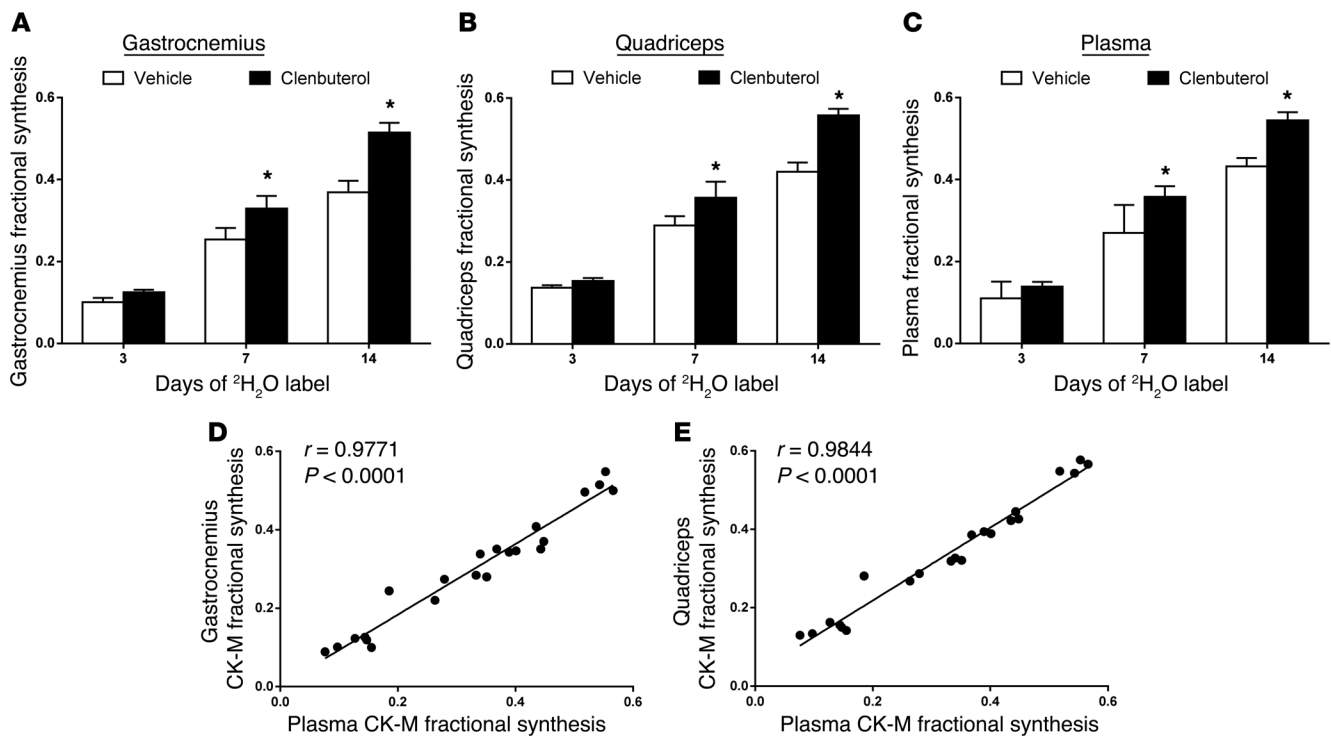 A
Gastrocnemius
Vehicle
Clenbuterol
Gastrocnemius fractional synthesis
0.6
*
0.4
*
0.2
0.0
3
7
14
Days of ²H₂O label
B
Quadriceps
Vehicle
Clenbuterol
Quadriceps fractional synthesis
0.6
*
0.4
*
0.2
0.0
3
7
14
Days of ²H₂O label
C
Plasma
Vehicle
Clenbuterol
Plasma fractional synthesis
0.6
*
0.4
*
0.2
0.0
3
7
14
Days of ²H₂O label
D
r = 0.9771
P < 0.0001
Gastrocnemius
CK-M fractional synthesis
0.6
0.4
0.2
0.0
0.0
0.2
0.4
0.6
Plasma CK-M fractional synthesis
E
r = 0.9844
P < 0.0001
Quadriceps
CK-M fractional synthesis
0.6
0.4
0.2
0.0
0.0
0.2
0.4
0.6
Plasma CK-M fractional synthesis